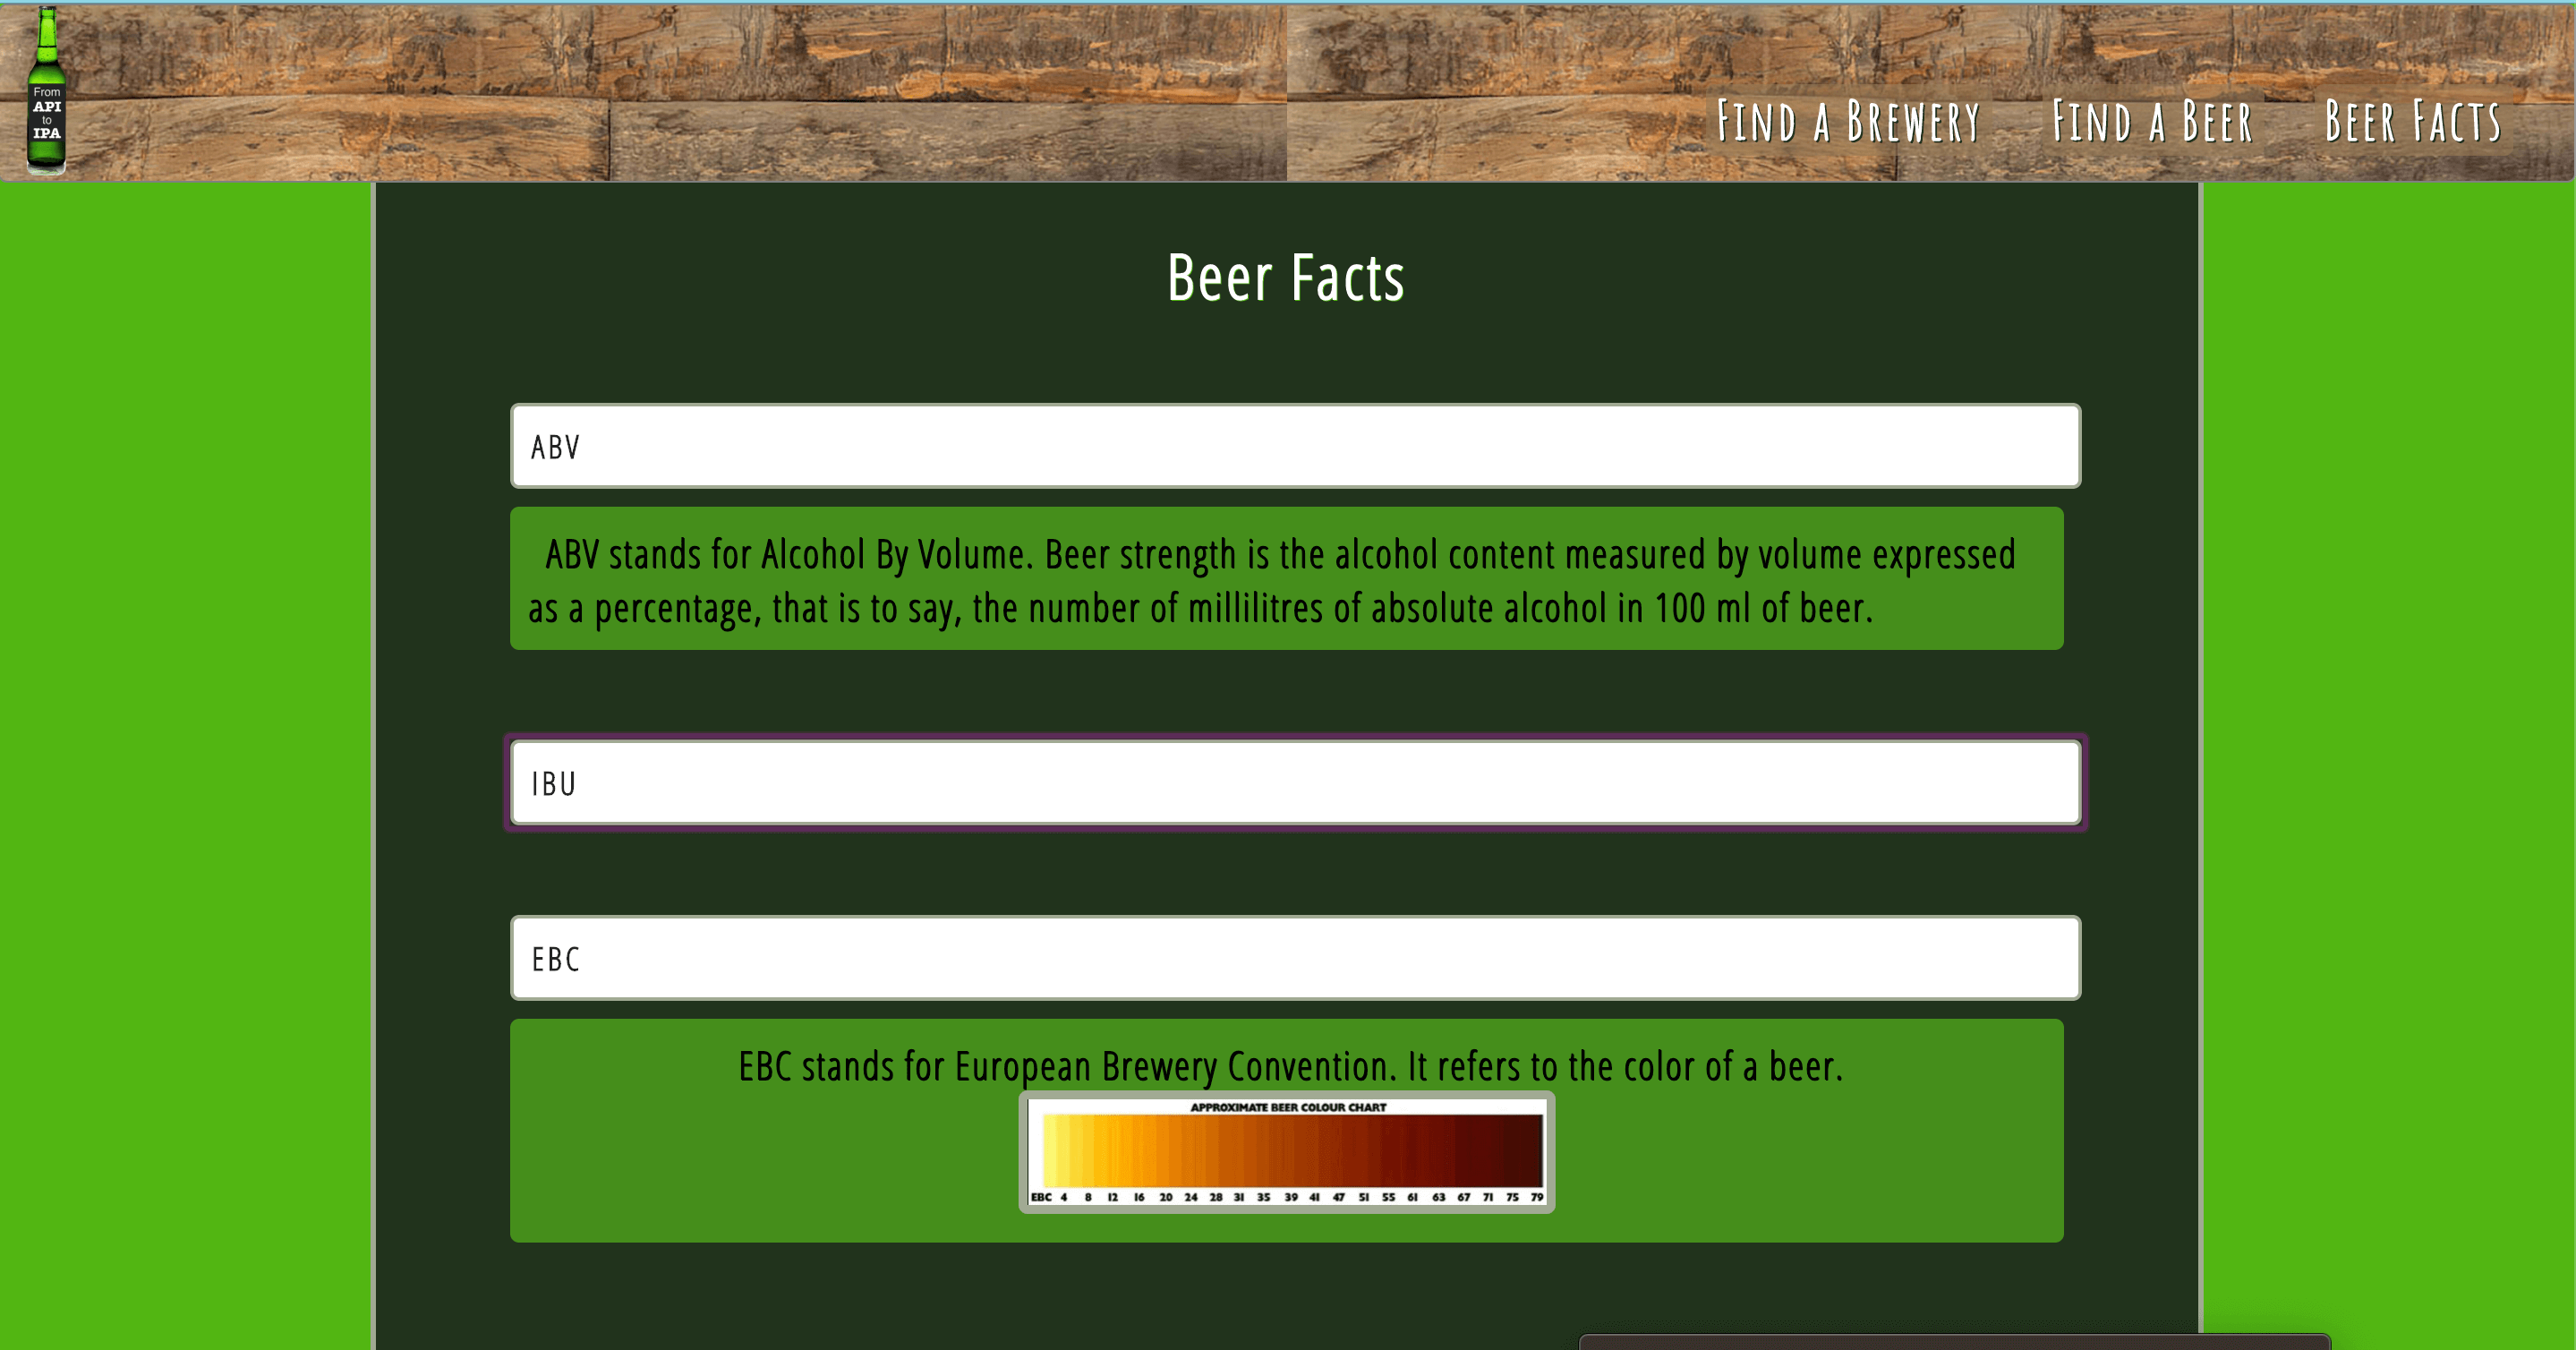 From
API
to
IPA
Find a Brewery Find a Beer Beer Facts
Beer Facts
ABV
ABV stands for Alcohol By Volume. Beer strength is the alcohol content measured by volume expressed
as a percentage, that is to say, the number of millilitres of absolute alcohol in 100 ml of beer.
IBU
EBC
EBC stands for European Brewery Convention. It refers to the color of a beer.
APPROXIMATE BEER COLOUR CHART
EBC 4 8 12 16 20 24 28 31 35 39 41 47 51 55 61 63 67 71 75 79